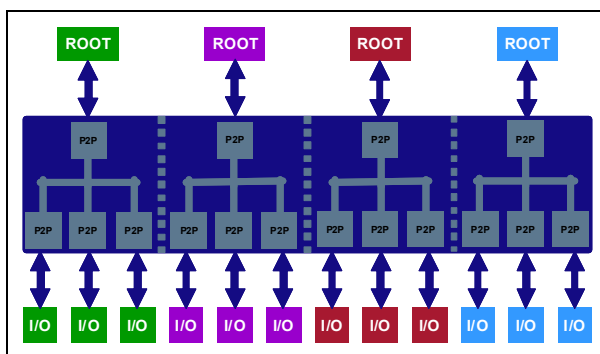 ROOT ROOT ROOT ROOT
P2P P2P P2P P2P
P2P P2P P2P P2P P2P P2P P2P P2P P2P P2P P2P P2P
I/O I/O I/O I/O I/O I/O I/O I/O I/O I/O I/O I/O